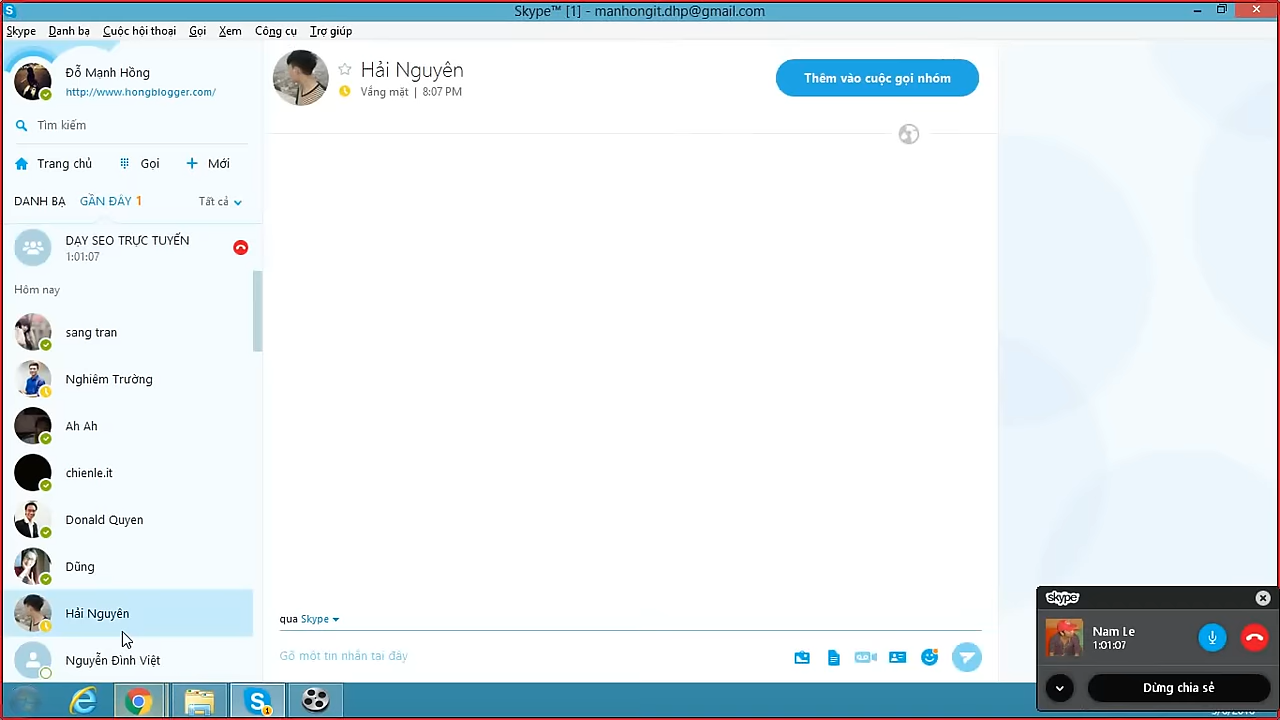 Skype™ [1] - manhongit.dhp@gmail.com
Skype Danh bạ Cuộc hội thoại Gọi Xem Công cụ Trợ giúp
Đỗ Mạnh Hồng
http://www.hongblogger.com/
Tìm kiếm
Trang chủ Gọi Mới
DANH BẠ GẦN ĐÂY 1 Tất cả
DẠY SEO TRỰC TUYẾN
1:01:07
Hôm nay
sang tran
Nghiêm Trường
Ah Ah
chienle.it
Donald Quyen
Dũng
Hải Nguyên
Nguyễn Đình Việt
Hải Nguyên
Vắng mặt | 8:07 PM
Thêm vào cuộc gọi nhóm
qua Skype
Gõ một tin nhắn tại đây
skype
Nam Le
1:01:07
Dừng chia sẻ